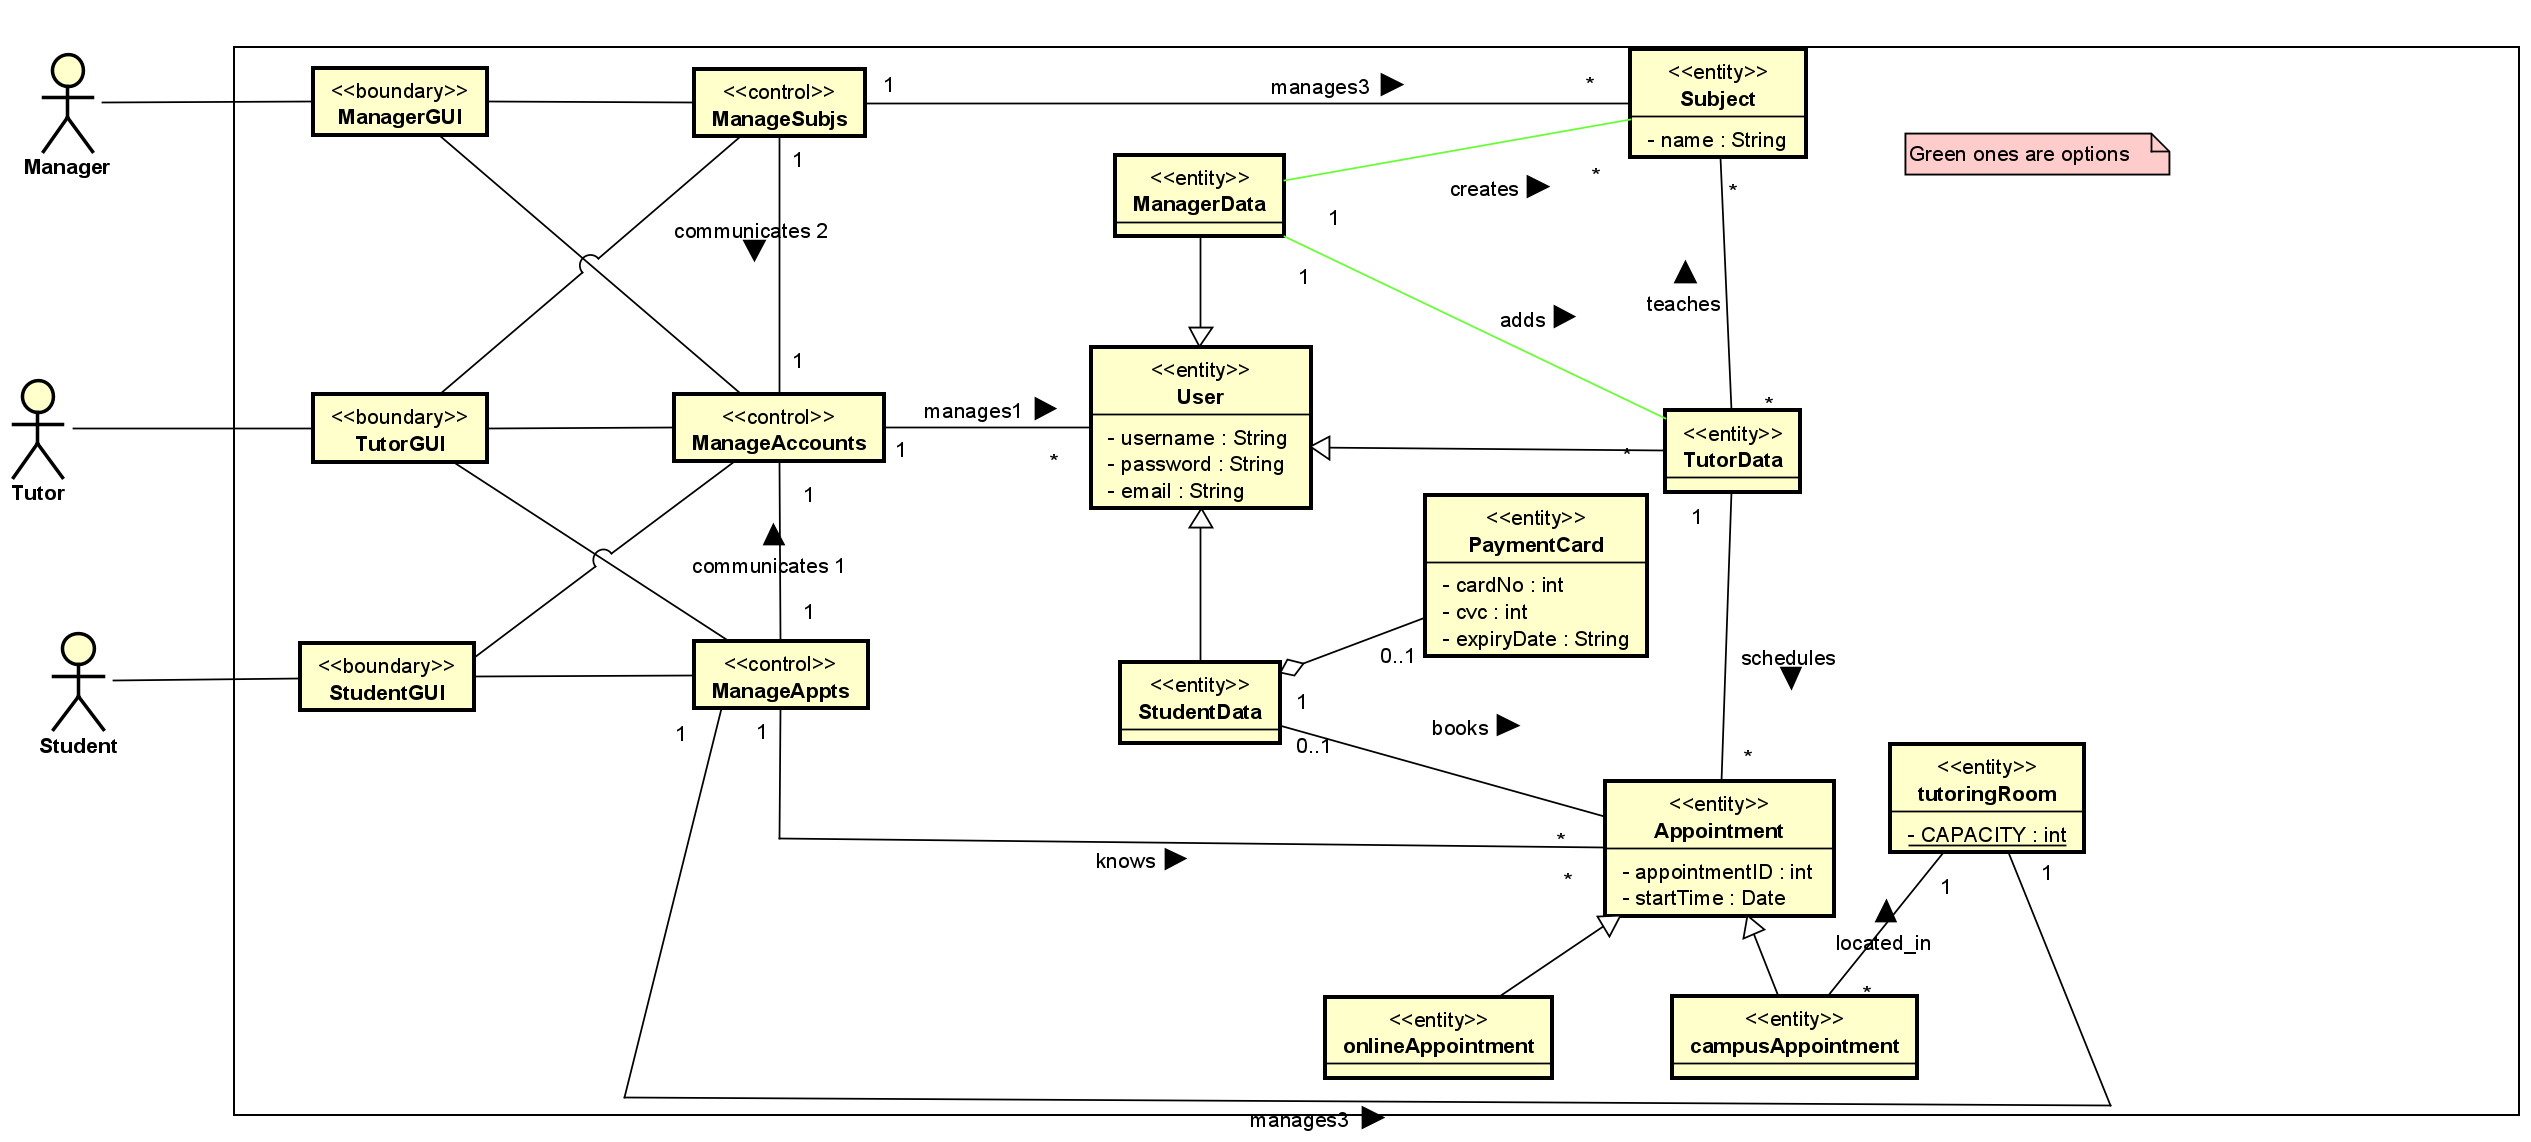 Manager
<<boundary>>
ManagerGUI
<<control>>
ManageSubjs
1
manages3
*
<<entity>>
Subject
- name : String
Green ones are options
1
<<entity>>
ManagerData
creates
*
1
*
communicates 2
1
adds
teaches
1
*
Tutor
<<boundary>>
TutorGUI
<<control>>
ManageAccounts
manages1
1
*
<<entity>>
User
- username : String
- password : String
- email : String
*
<<entity>>
TutorData
1
1
<<entity>>
PaymentCard
- cardNo : int
- cvc : int
- expiryDate : String
communicates 1
1
0..1
schedules
Student
<<boundary>>
StudentGUI
<<control>>
ManageAppts
1
1
<<entity>>
StudentData
1
0..1
books
*
<<entity>>
Appointment
- appointmentID : int
- startTime : Date
<<entity>>
tutoringRoom
- CAPACITY : int
knows
*
*
1
1
located_in
*
<<entity>>
onlineAppointment
<<entity>>
campusAppointment
manages3